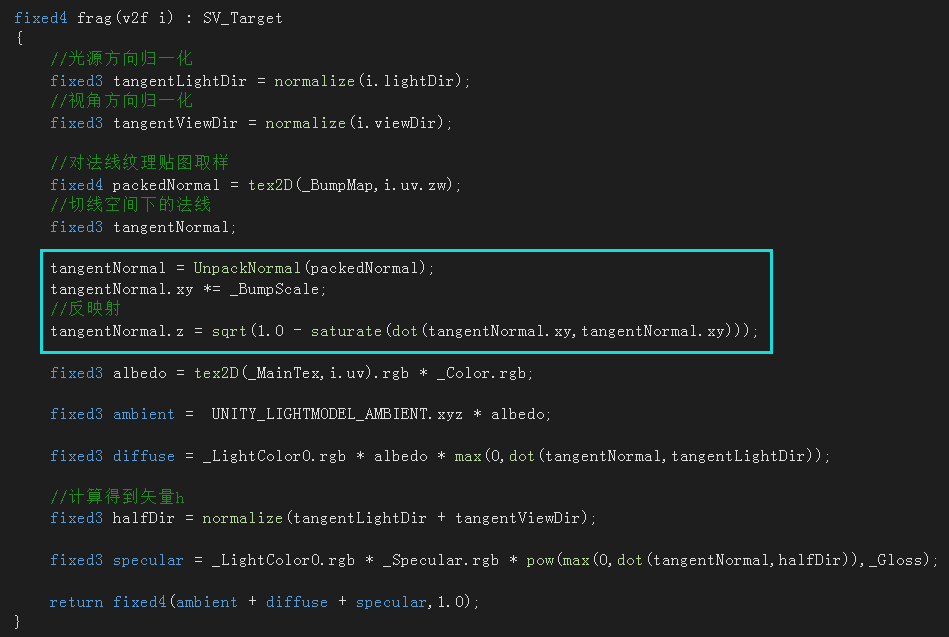 fixed4 frag(v2f i) : SV_Target
{
//光源方向归一化
fixed3 tangentLightDir = normalize(i.lightDir);
//视角方向归一化
fixed3 tangentViewDir = normalize(i.viewDir);
//对法线纹理贴图取样
fixed4 packedNormal = tex2D(_BumpMap,i.uv.zw);
//切线空间下的法线
fixed3 tangentNormal;
tangentNormal = UnpackNormal(packedNormal);
tangentNormal.xy *= _BumpScale;
//反映射
tangentNormal.z = sqrt(1.0 - saturate(dot(tangentNormal.xy,tangentNormal.xy)));
fixed3 albedo = tex2D(_MainTex,i.uv).rgb * _Color.rgb;
fixed3 ambient =  UNITY_LIGHTMODEL_AMBIENT.xyz * albedo;
fixed3 diffuse = _LightColor0.rgb * albedo * max(0,dot(tangentNormal,tangentLightDir));
//计算得到矢量h
fixed3 halfDir = normalize(tangentLightDir + tangentViewDir);
fixed3 specular = _LightColor0.rgb * _Specular.rgb * pow(max(0,dot(tangentNormal,halfDir)),_Gloss);
return fixed4(ambient + diffuse + specular,1.0);
}